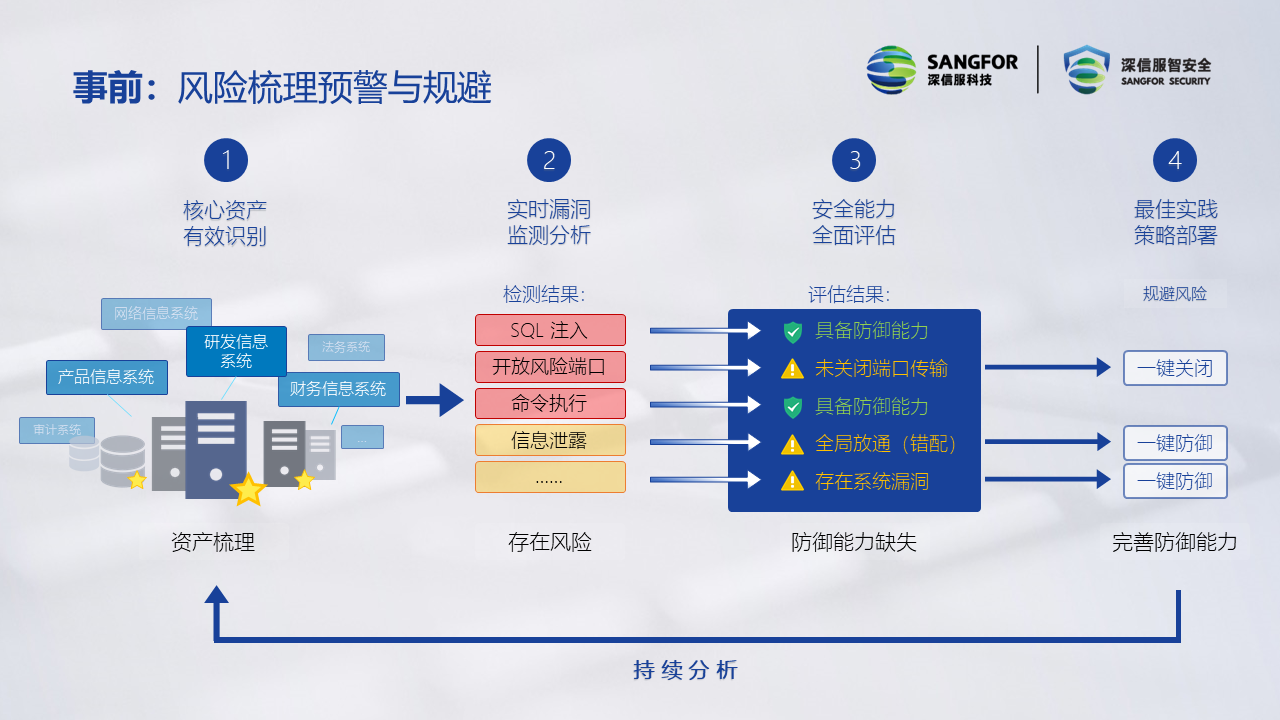 事前：风险梳理预警与规避
SANGFOR
深信服科技
深信服智安全
SANGFOR SECURITY
1
核心资产
有效识别
2
实时漏洞
监测分析
3
安全能力
全面评估
4
最佳实践
策略部署
网络信息系统
研发信息
系统
法务系统
产品信息系统
财务信息系统
审计系统
...
资产梳理
检测结果：
SQL 注入
开放风险端口
命令执行
信息泄露
......
存在风险
评估结果：
具备防御能力
未关闭端口传输
具备防御能力
全局放通（错配）
存在系统漏洞
防御能力缺失
规避风险
一键关闭
一键防御
一键防御
完善防御能力
持续分析